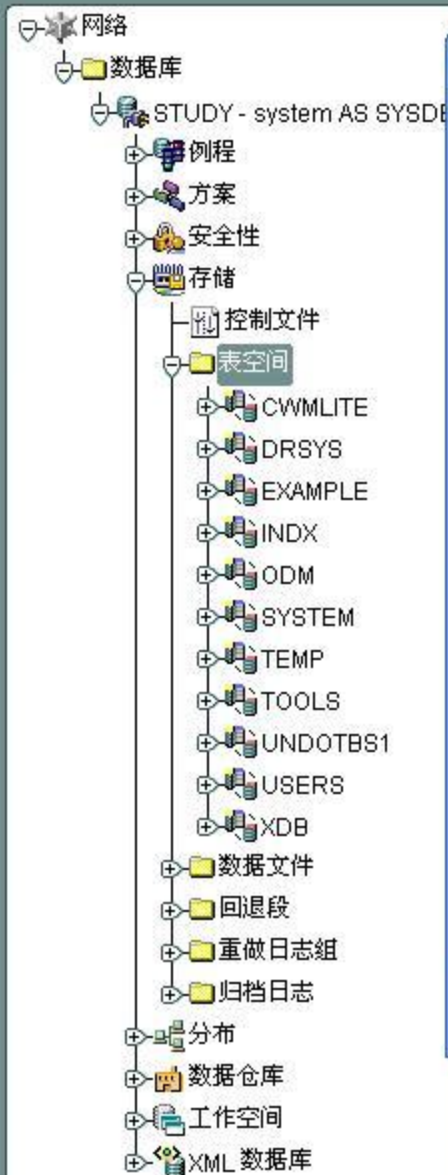 网络
数据库
STUDY - system AS SYSDB
例程
方案
安全性
存储
控制文件
表空间
CWMLITE
DRSYS
EXAMPLE
INDX
ODM
SYSTEM
TEMP
TOOLS
UNDOTBS1
USERS
XDB
数据文件
回退段
重做日志组
归档日志
分布
数据仓库
工作空间
XML 数据库